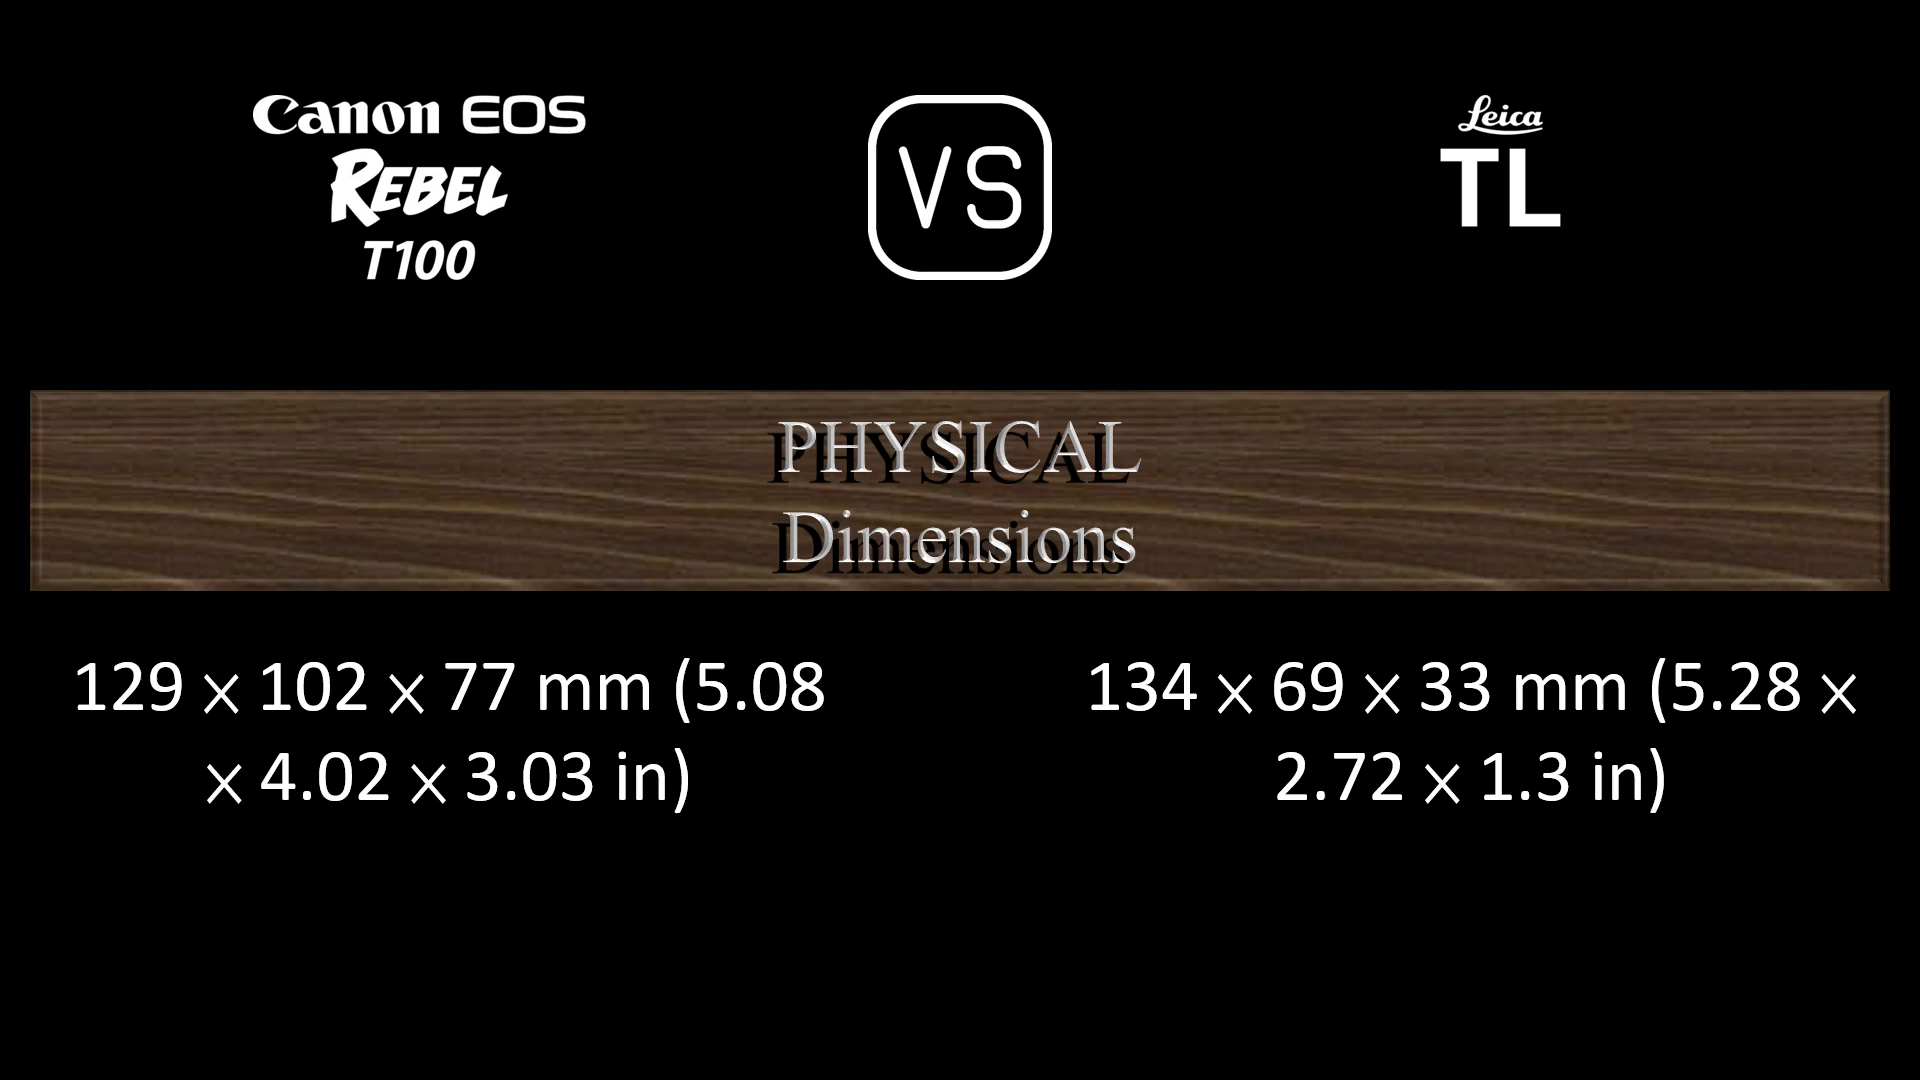 Canon EOS
REBEL
T100
VS
Leica
TL
PHYSICAL
Dimensions
129 x 102 x 77 mm (5.08
x 4.02 x 3.03 in)
134 x 69 x 33 mm (5.28 x
2.72 x 1.3 in)